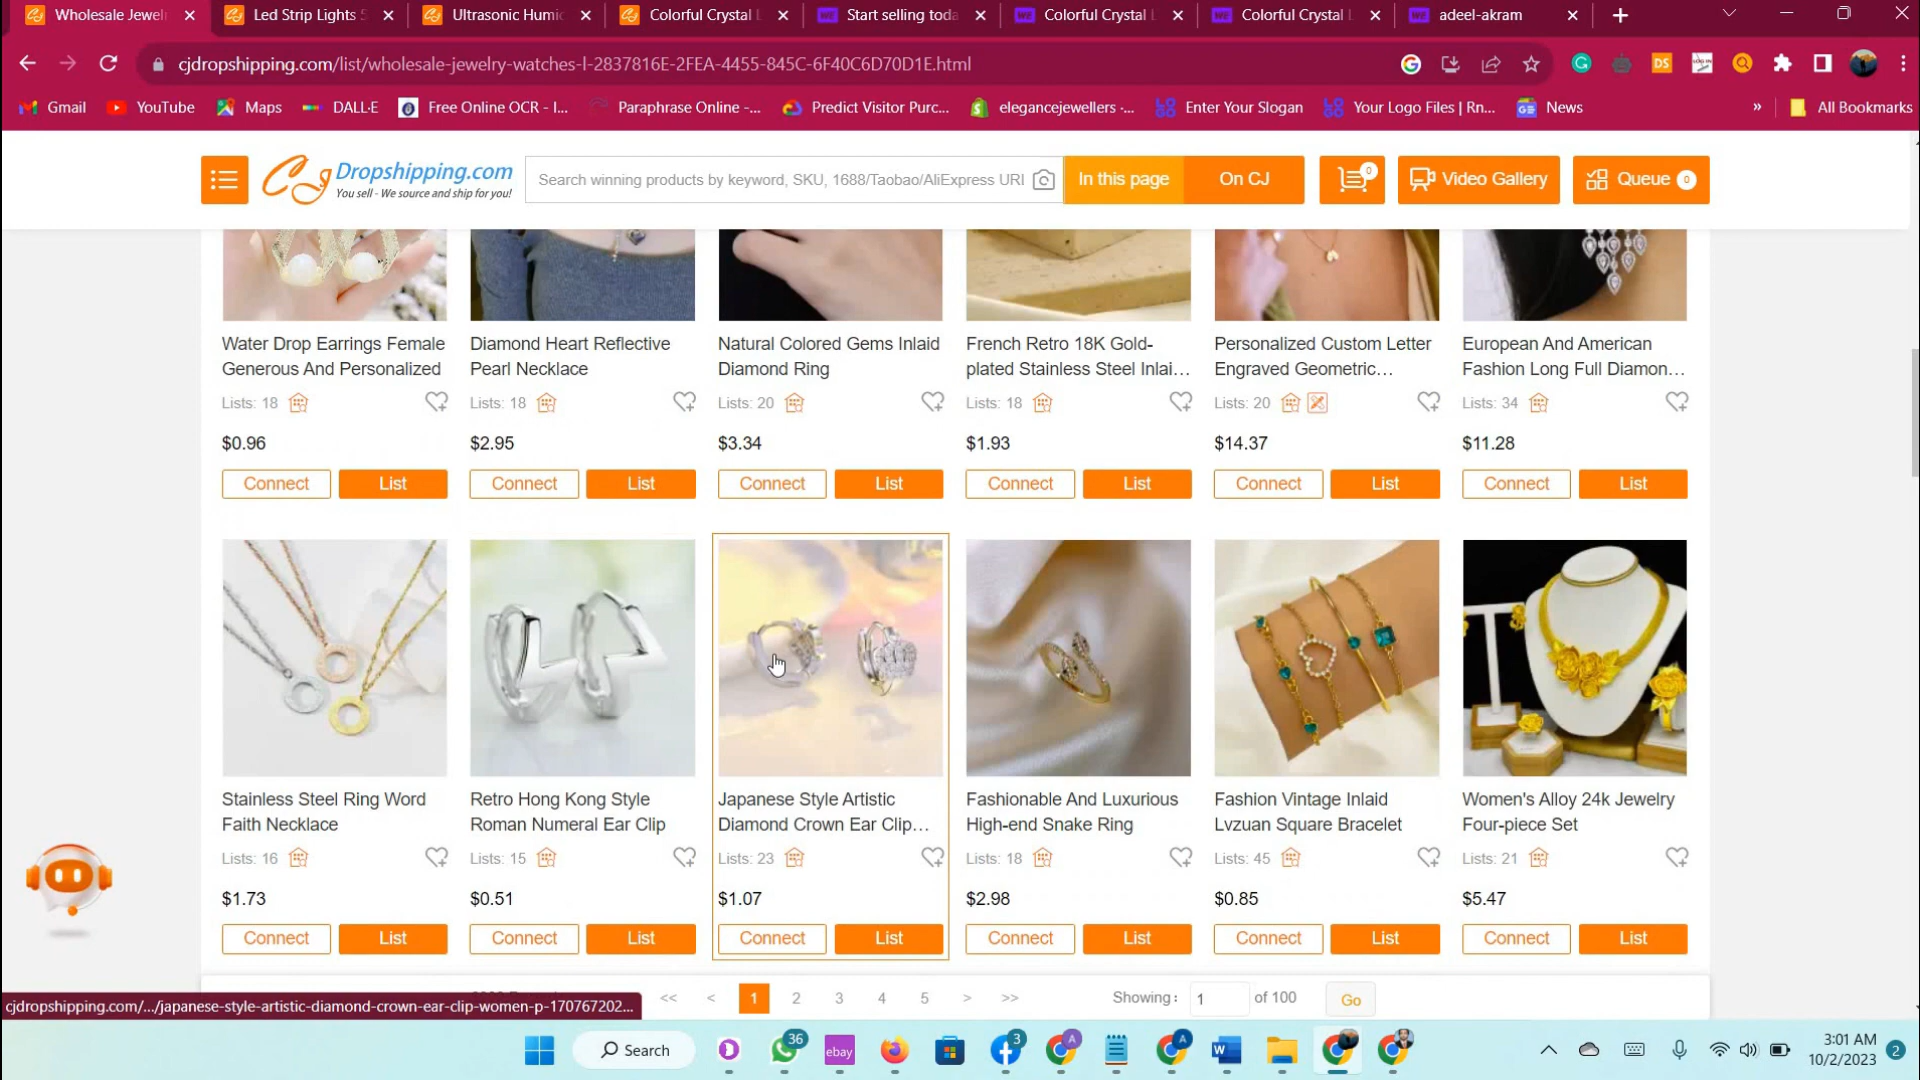 Wholesale Jewel
Led Strip Lights S
Ultrasonic Humid
Colorful Crystal L
Start selling toda
Colorful Crystal L
Colorful Crystal L
adeel-akram
cjdropshipping.com/list/wholesale-jewelry-watches-l-2837816E-2FEA-4455-845C-6F40C6D70D1E.html
Gmail YouTube Maps DALL·E Free Online OCR - I... Paraphrase Online -... Predict Visitor Purc... elegancejewellers ·... Enter Your Slogan Your Logo Files | Rn... News » All Bookmarks
CJ Dropshipping.com
You sell - We source and ship for you!
Search winning products by keyword, SKU, 1688/Taobao/AliExpress URL
In this page
On CJ
0
Video Gallery
Queue 0
Water Drop Earrings Female
Generous And Personalized
Lists: 18
$0.96
Connect List
Diamond Heart Reflective
Pearl Necklace
Lists: 18
$2.95
Connect List
Natural Colored Gems Inlaid
Diamond Ring
Lists: 20
$3.34
Connect List
French Retro 18K Gold-
plated Stainless Steel Inlai...
Lists: 18
$1.93
Connect List
Personalized Custom Letter
Engraved Geometric...
Lists: 20
$14.37
Connect List
European And American
Fashion Long Full Diamon...
Lists: 34
$11.28
Connect List
Stainless Steel Ring Word
Faith Necklace
Lists: 16
$1.73
Connect List
Retro Hong Kong Style
Roman Numeral Ear Clip
Lists: 15
$0.51
Connect List
Japanese Style Artistic
Diamond Crown Ear Clip...
Lists: 23
$1.07
Connect List
Fashionable And Luxurious
High-end Snake Ring
Lists: 18
$2.98
Connect List
Fashion Vintage Inlaid
Lvzuan Square Bracelet
Lists: 45
$0.85
Connect List
Women's Alloy 24k Jewelry
Four-piece Set
Lists: 21
$5.47
Connect List
<< < 1 2 3 4 5 > >> Showing: 1 of 100 Go
cjdropshipping.com/.../japanese-style-artistic-diamond-crown-ear-clip-women-p-170767202...
Search
36
ebay
3
3:01 AM
10/2/2023
2